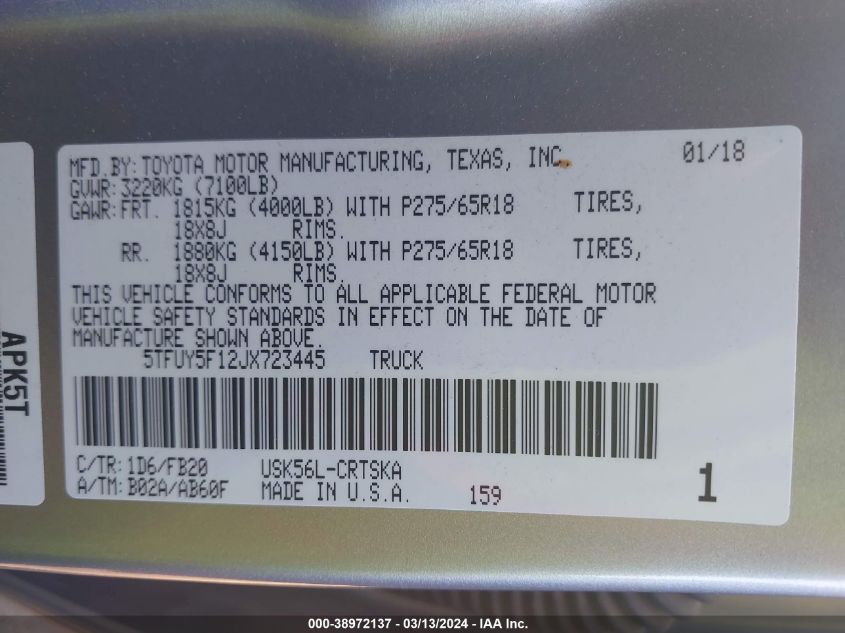 MFD.BY: TOYOTA MOTOR MANUFACTURING, TEXAS, INC. 01/18
GVWR: 3220KG (7100LB)
GAWR: FRT. 1815KG (4000LB) WITH P275/65R18 TIRES,
18X8J RIMS.
RR. 1880KG (4150LB) WITH P275/65R18 TIRES,
18X8J RIMS.
THIS VEHICLE CONFORMS TO ALL APPLICABLE FEDERAL MOTOR
VEHICLE SAFETY STANDARDS IN EFFECT ON THE DATE OF
MANUFACTURE SHOWN ABOVE.
5TFUY5F12JX723445 TRUCK
C/TR: 1D6/FB20 USK56L-CRTSKA
A/TM: B02A/AB60F MADE IN U.S.A. 159 1
APK5T
000-38972137 - 03/13/2024 - IAA Inc.